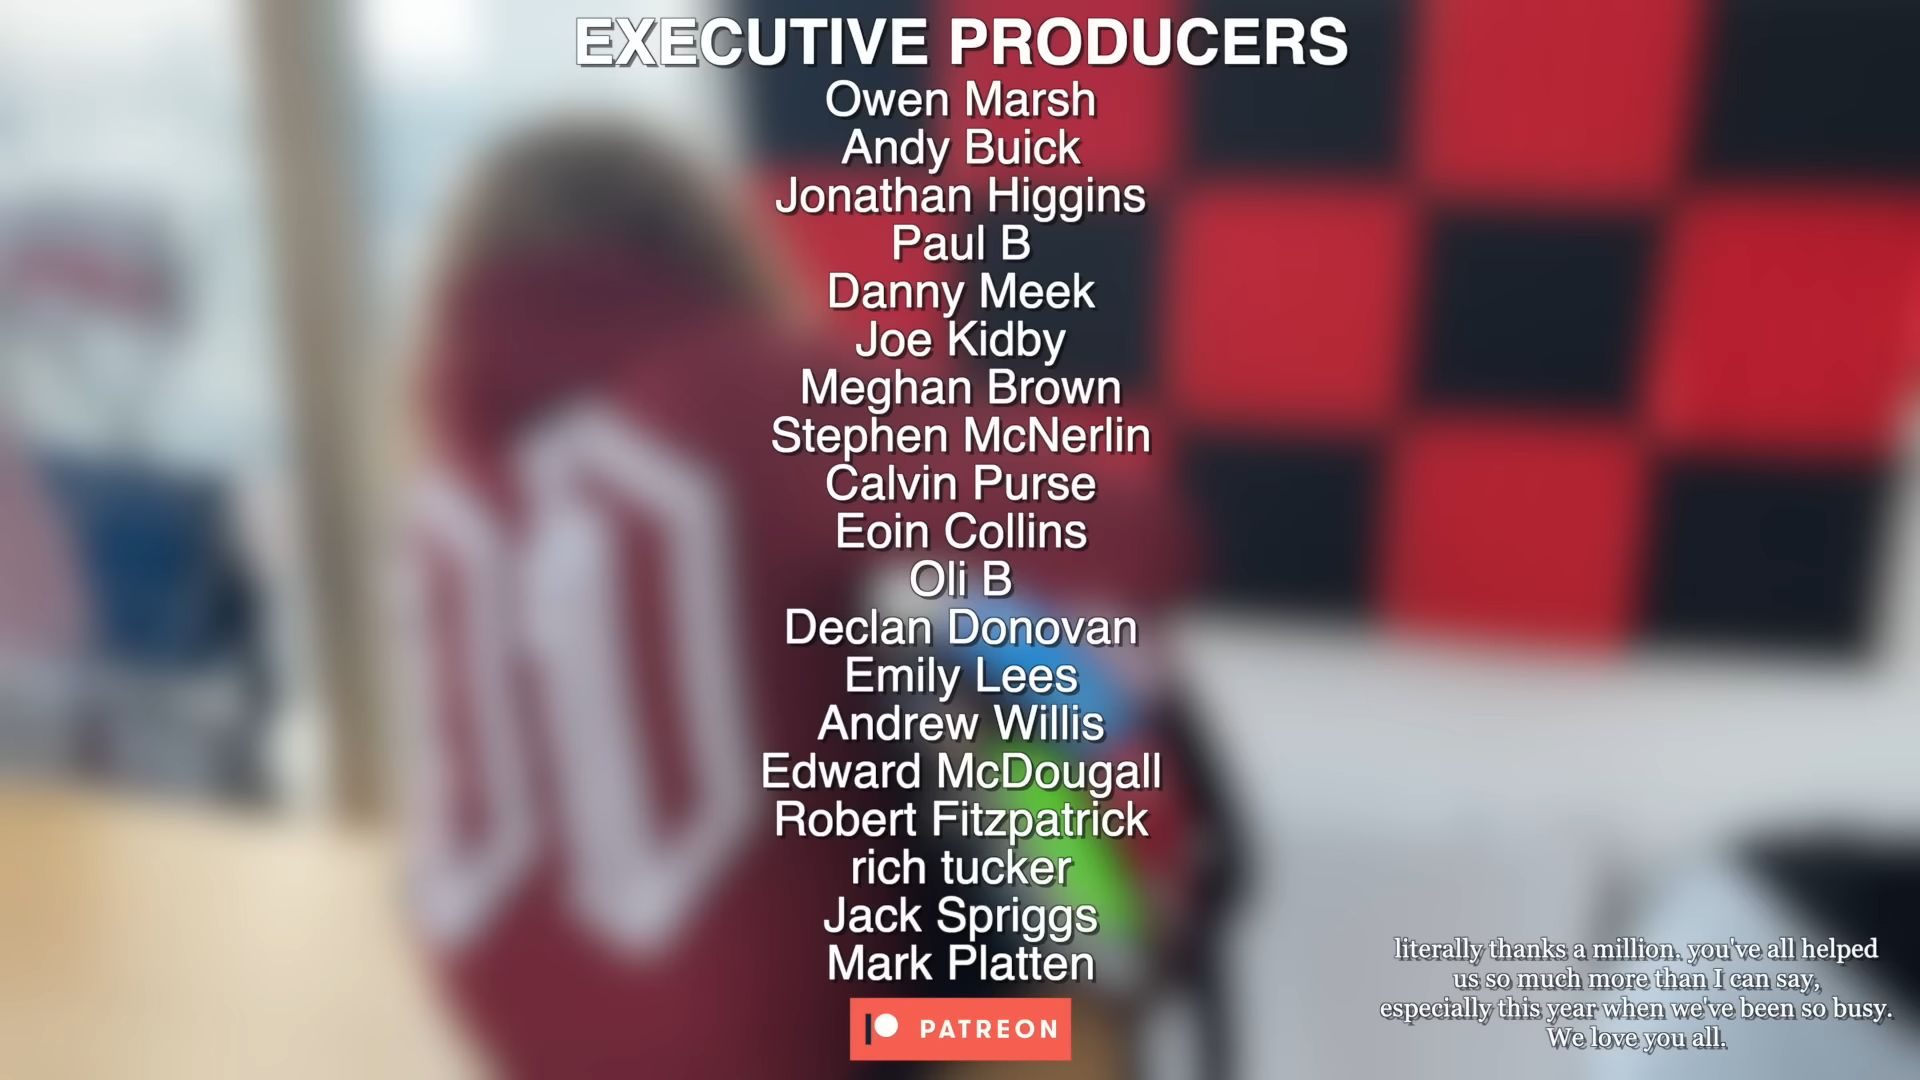 EXECUTIVE PRODUCERS
Owen Marsh
Andy Buick
Jonathan Higgins
Paul B
Danny Meek
Joe Kidby
Meghan Brown
Stephen McNerlin
Calvin Purse
Eoin Collins
Oli B
Declan Donovan
Emily Lees
Andrew Willis
Edward McDougall
Robert Fitzpatrick
rich tucker
Jack Spriggs
Mark Platten
PATREON
literally thanks a million. you've all helped
us so much more than I can say,
especially this year when we've been so busy.
We love you all.